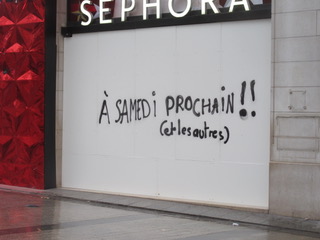 SEPHORA
À SAMEDi PROCHAiN !!
(et les autres)